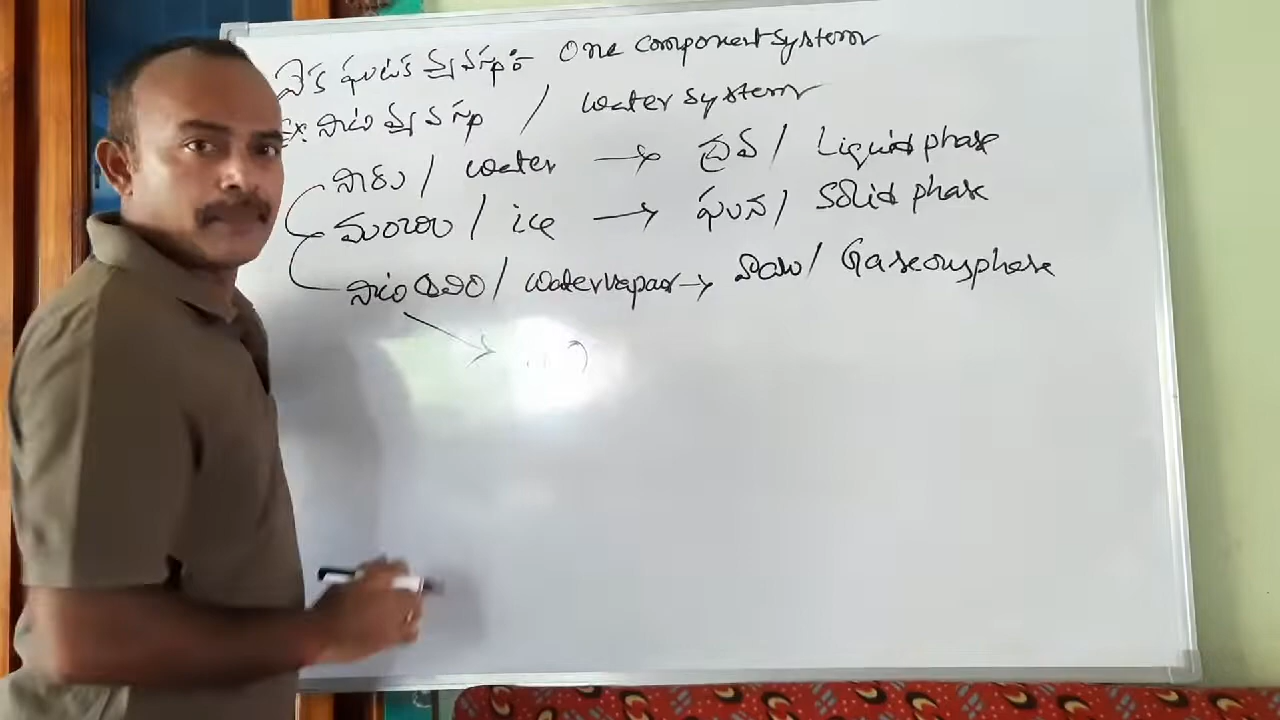 ఏక ఘటక వ్యవస్థ: One component system
Ex: నీటి వ్యవస్థ / water system
నీరు / water → ద్రవ / Liquid phase
మంచు / ice → ఘన / Solid phase
నీటి ఆవిరి / water vapour → వాయు / Gaseous phase